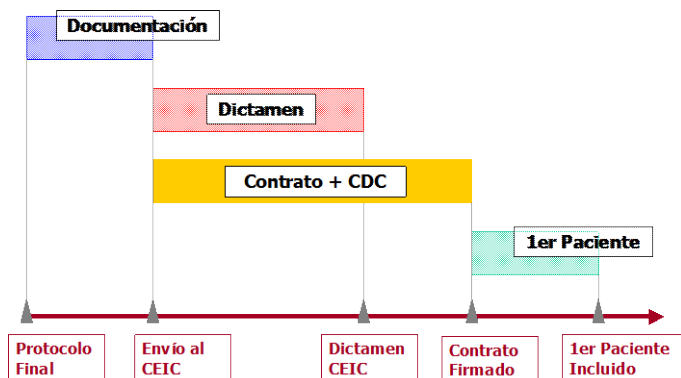 Documentación
Dictamen
Contrato + CDC
1er Paciente
Protocolo
Final
Envío al
CEIC
Dictamen
CEIC
Contrato
Firmado
1er Paciente
Incluido